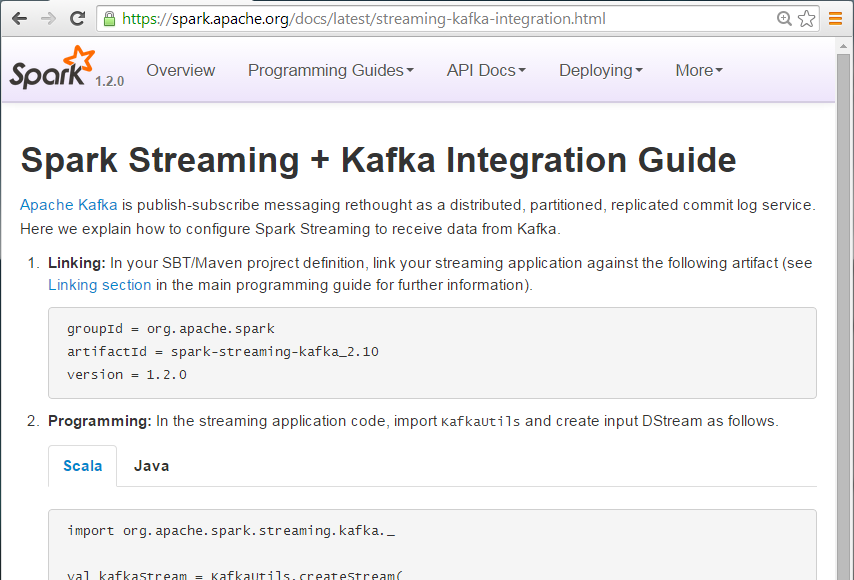 https://spark.apache.org/docs/latest/streaming-kafka-integration.html
Spark 1.2.0 Overview Programming Guides API Docs Deploying More
Spark Streaming + Kafka Integration Guide
Apache Kafka is publish-subscribe messaging rethought as a distributed, partitioned, replicated commit log service.
Here we explain how to configure Spark Streaming to receive data from Kafka.
1. Linking: In your SBT/Maven projrect definition, link your streaming application against the following artifact (see
Linking section in the main programming guide for further information).
groupId = org.apache.spark
artifactId = spark-streaming-kafka_2.10
version = 1.2.0
2. Programming: In the streaming application code, import KafkaUtils and create input DStream as follows.
Scala Java
import org.apache.spark.streaming.kafka._
val kafkaStream = KafkaUtils.createStream(